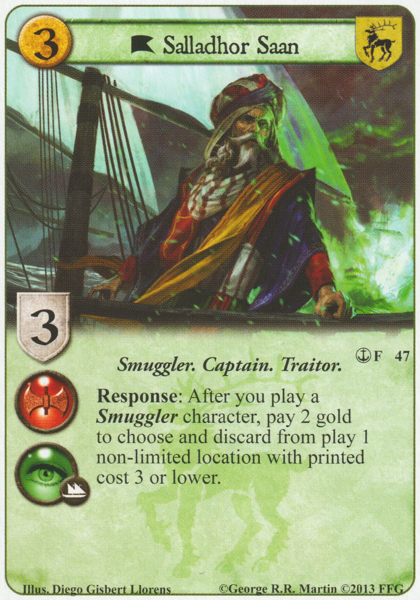 3
Salladhor Saan
3
Smuggler. Captain. Traitor.
F 47
Response: After you play a
Smuggler character, pay 2 gold
to choose and discard from play 1
non-limited location with printed
cost 3 or lower.
Illus. Diego Gisbert Llorens
©George R.R. Martin ©2013 FFG